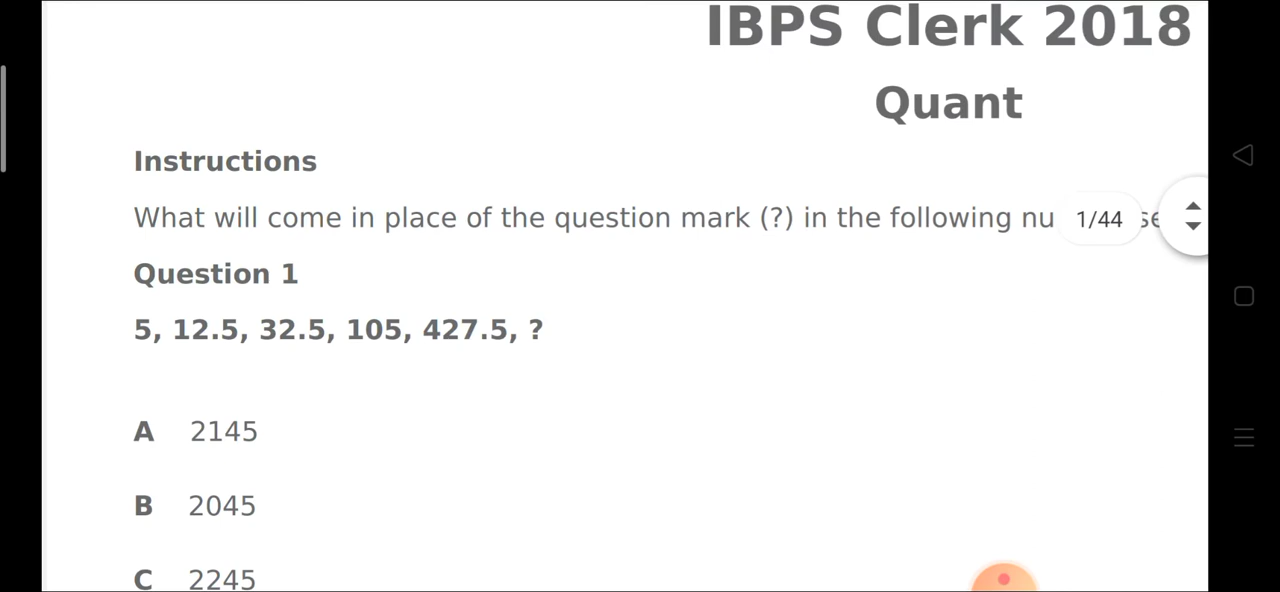 IBPS Clerk 2018
Quant
Instructions
What will come in place of the question mark (?) in the following nu 1/44 se
Question 1
5, 12.5, 32.5, 105, 427.5, ?
A 2145
B 2045
C 2245